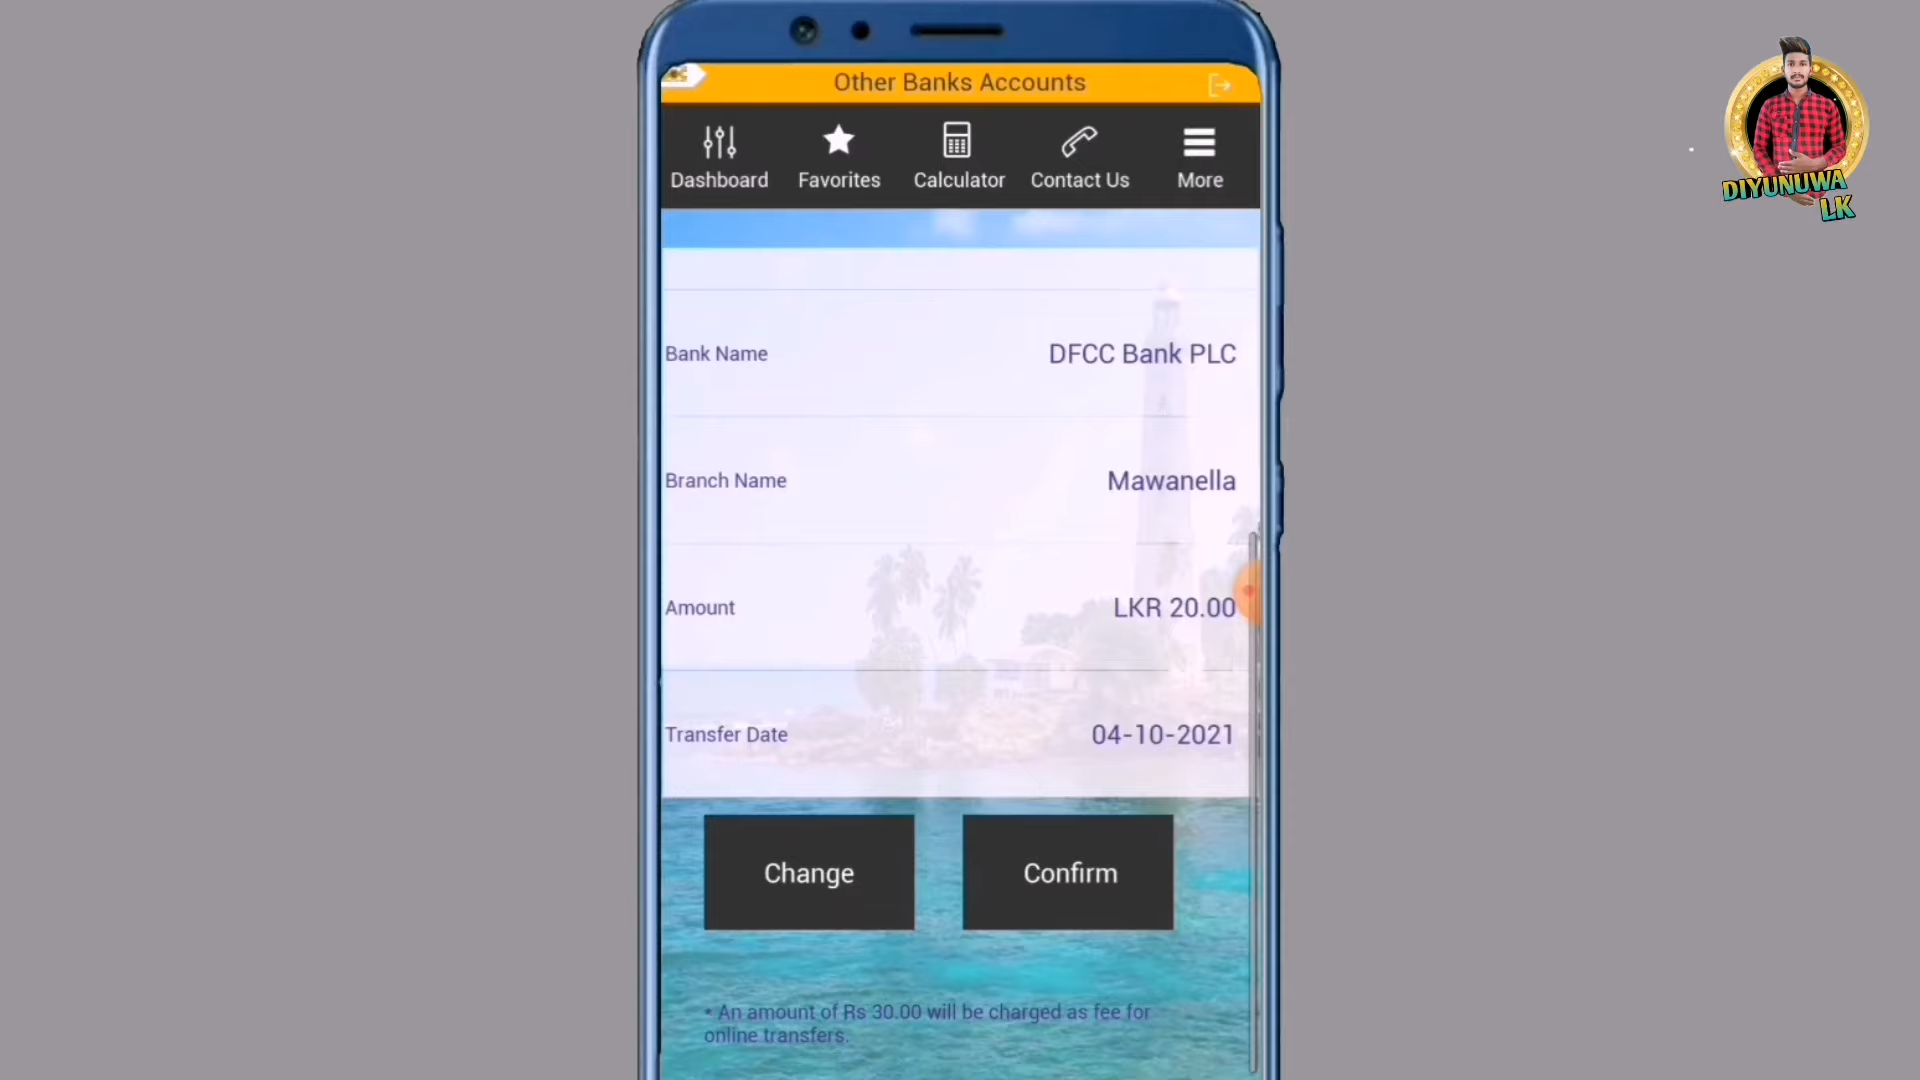 Other Banks Accounts
Dashboard
Favorites
Calculator
Contact Us
More
Bank Name
DFCC Bank PLC
Branch Name
Mawanella
Amount
LKR 20.00
Transfer Date
04-10-2021
Change
Confirm
* An amount of Rs 30.00 will be charged as fee for
online transfers.
DIYUNUWA
LK